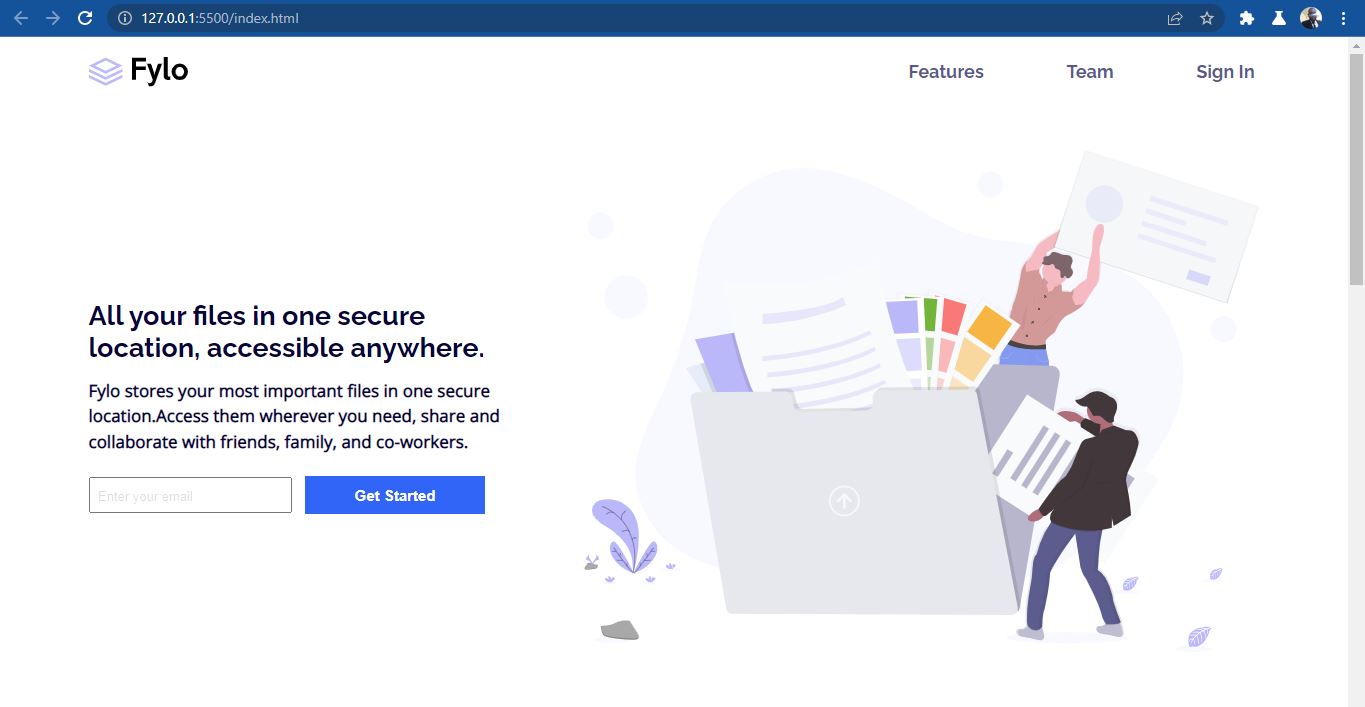 127.0.0.1:5500/index.html
Fylo
Features
Team
Sign In
All your files in one secure
location, accessible anywhere.
Fylo stores your most important files in one secure
location.Access them wherever you need, share and
collaborate with friends, family, and co-workers.
Enter your email
Get Started